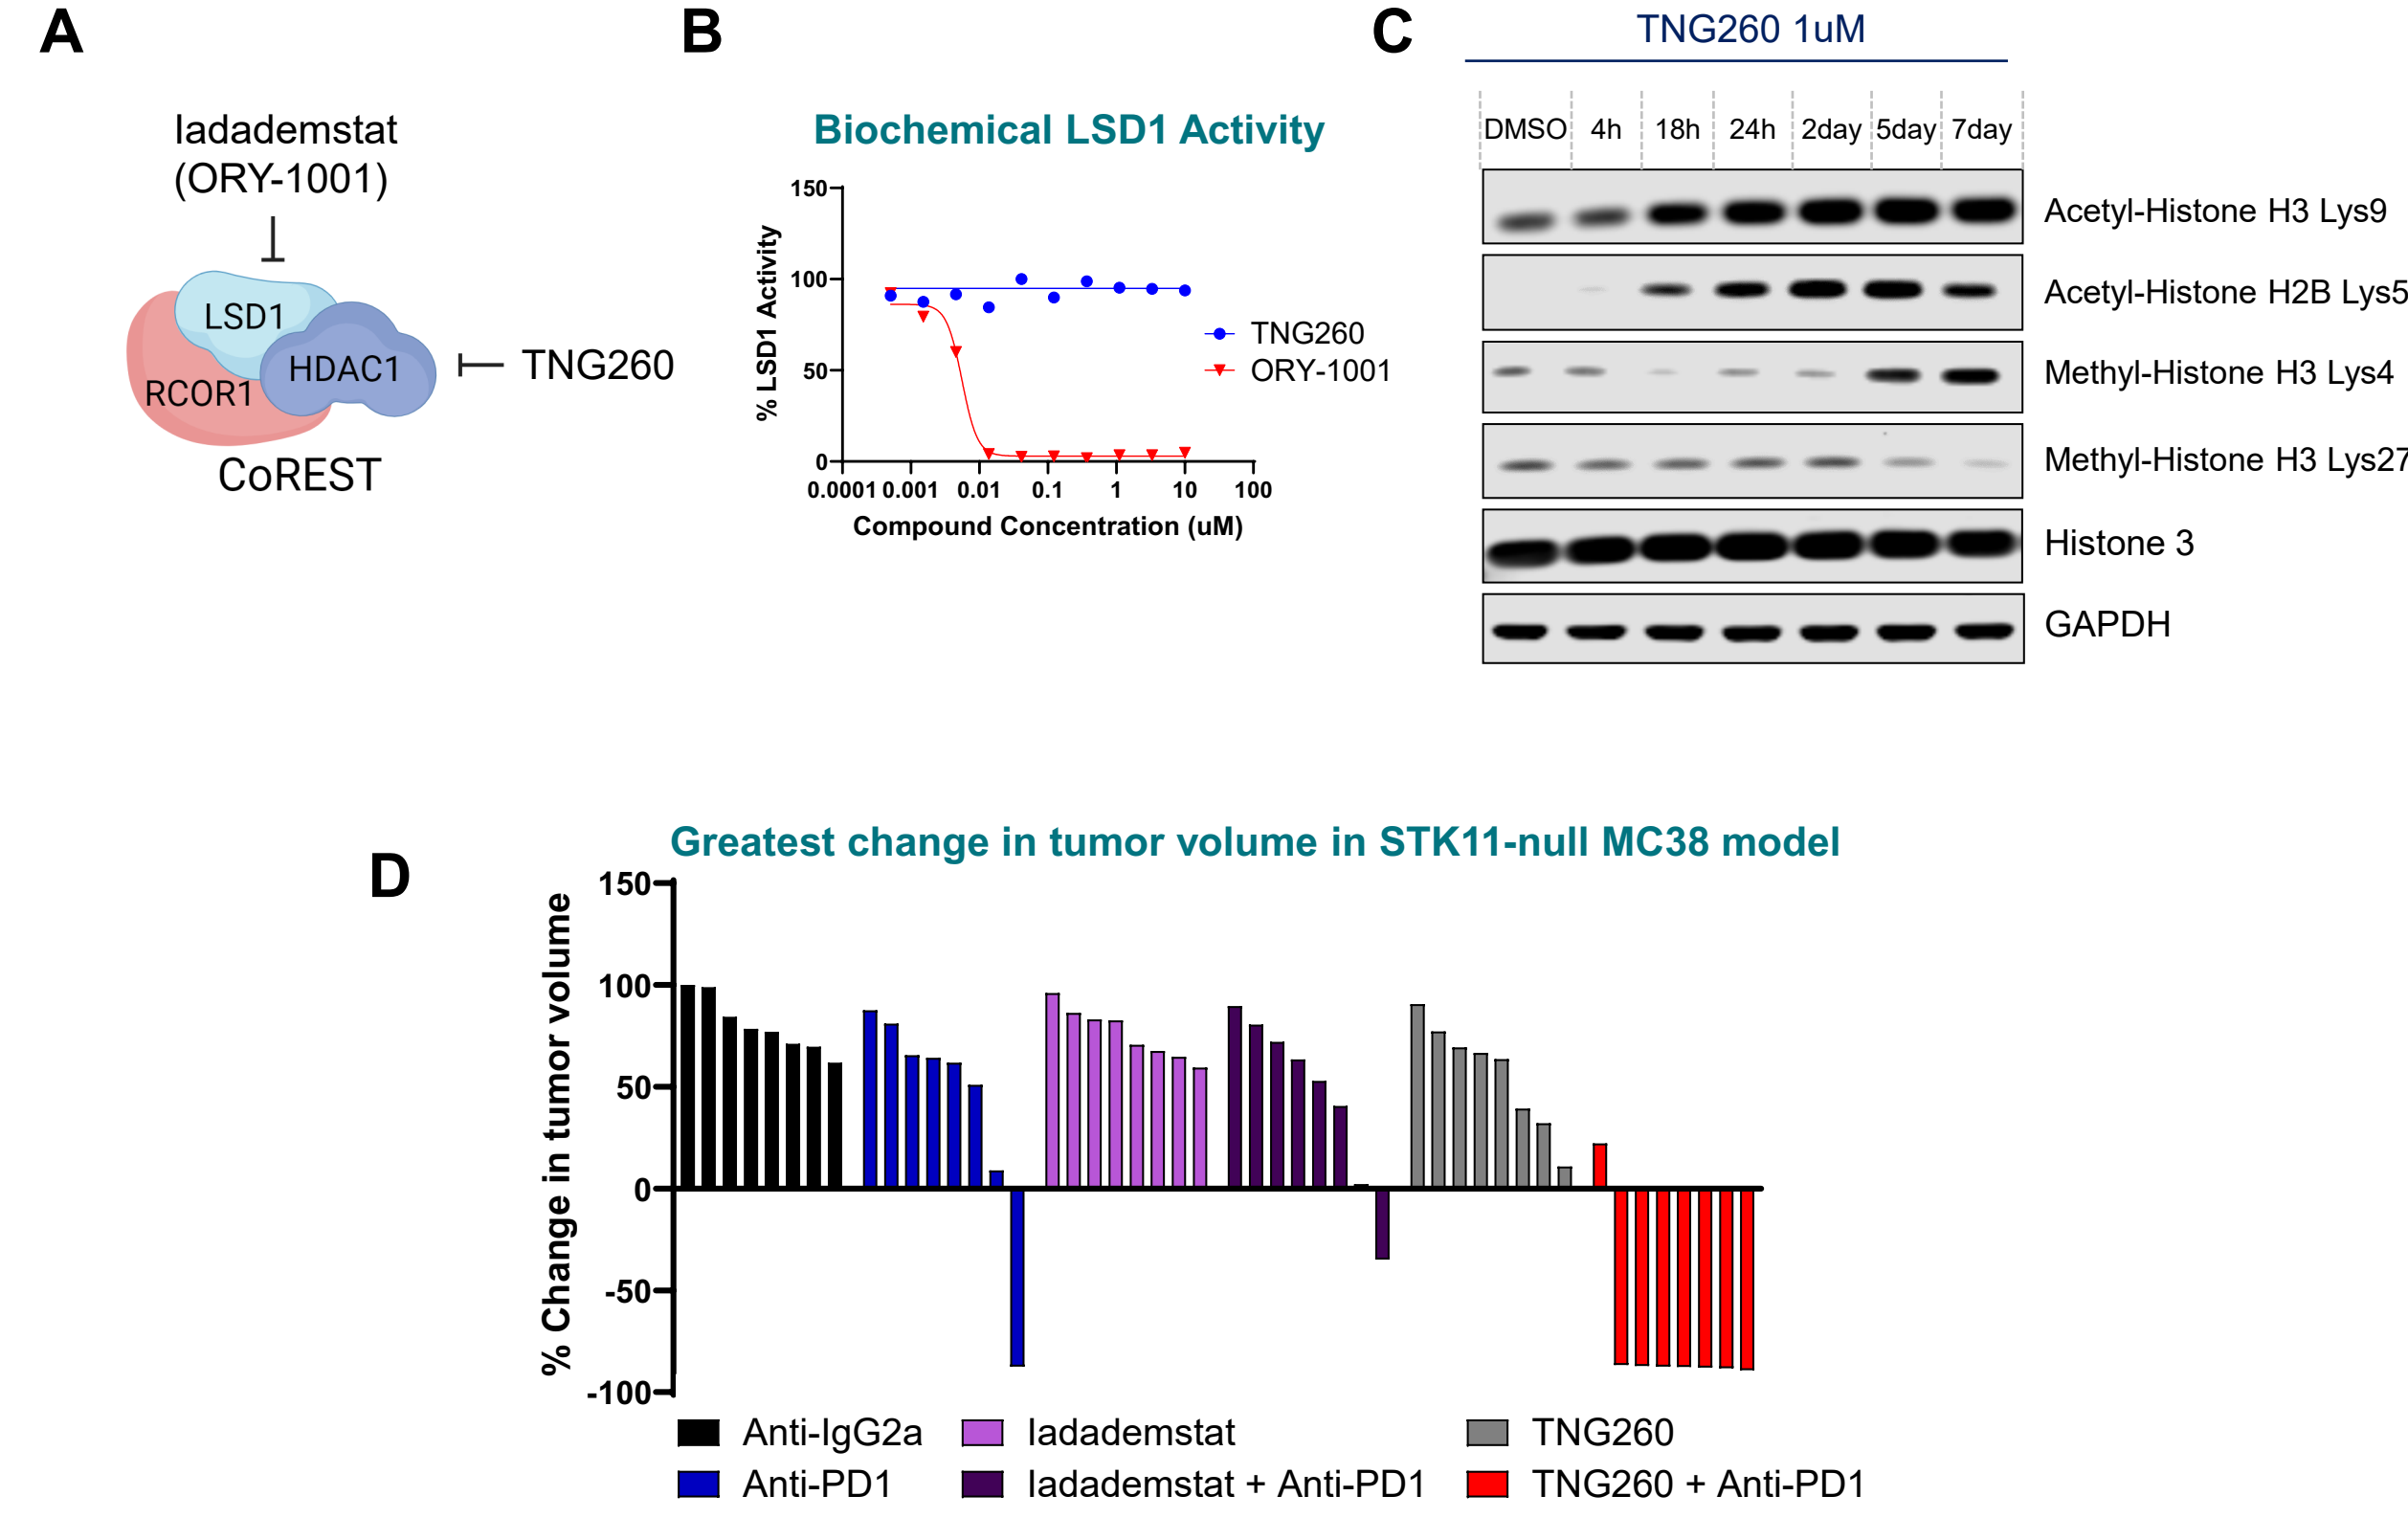 A
Iadademstat
(ORY-1001)
LSD1
HDAC1
RCOR1
TNG260
CoREST
B
Biochemical LSD1 Activity
% LSD1 Activity
150
100
50
0
0.0001 0.001 0.01 0.1 1 10 100
Compound Concentration (uM)
TNG260
ORY-1001
C
TNG260 1uM
DMSO 4h 18h 24h 2day 5day 7day
Acetyl-Histone H3 Lys9
Acetyl-Histone H2B Lys5
Methyl-Histone H3 Lys4
Methyl-Histone H3 Lys27
Histone 3
GAPDH
D
Greatest change in tumor volume in STK11-null MC38 model
% Change in tumor volume
150
100
50
0
-50
-100
Anti-IgG2a Iadademstat TNG260
Anti-PD1 Iadademstat + Anti-PD1 TNG260 + Anti-PD1